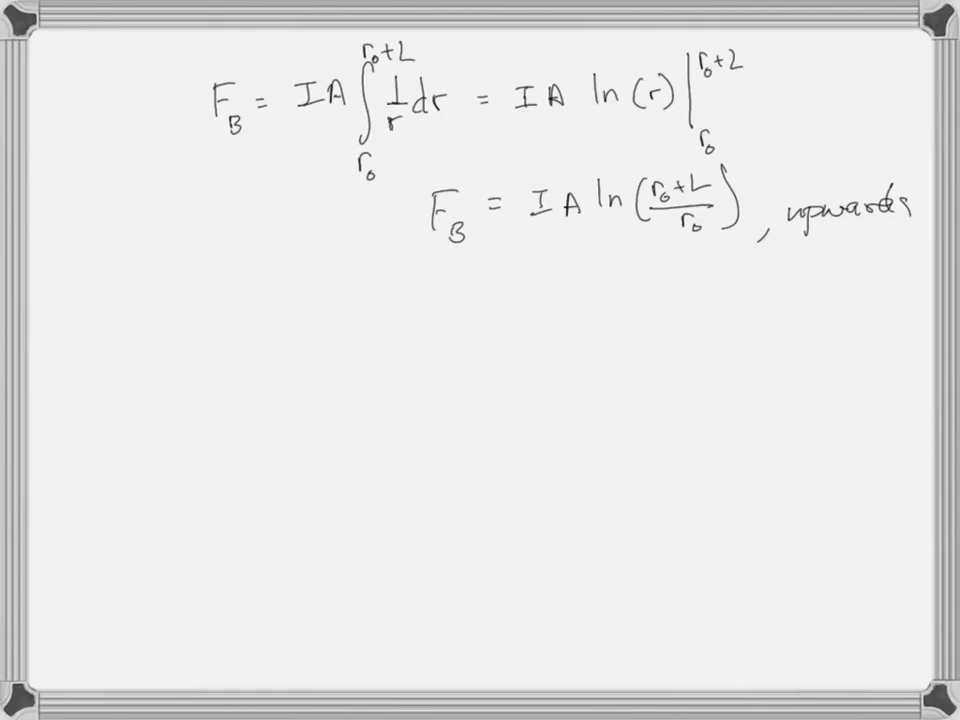 F_B = IA ∫_{r₀}^{r₀+L} 1/r dr = IA ln(r) |_{r₀}^{r₀+L}
F_B = IA ln((r₀+L)/r₀), upwards